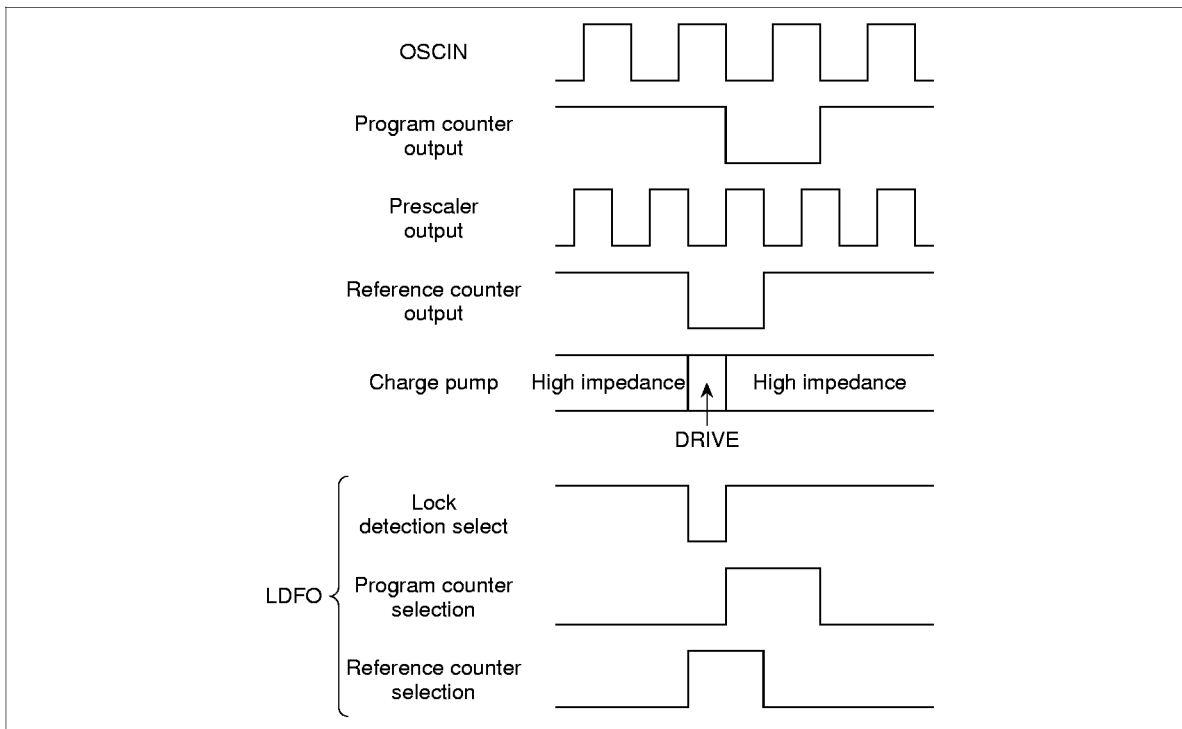 OSCIN
Program counter
output
Prescaler
output
Reference counter
output
Charge pump
High impedance
High impedance
DRIVE
LDFO
Lock
detection select
Program counter
selection
Reference counter
selection